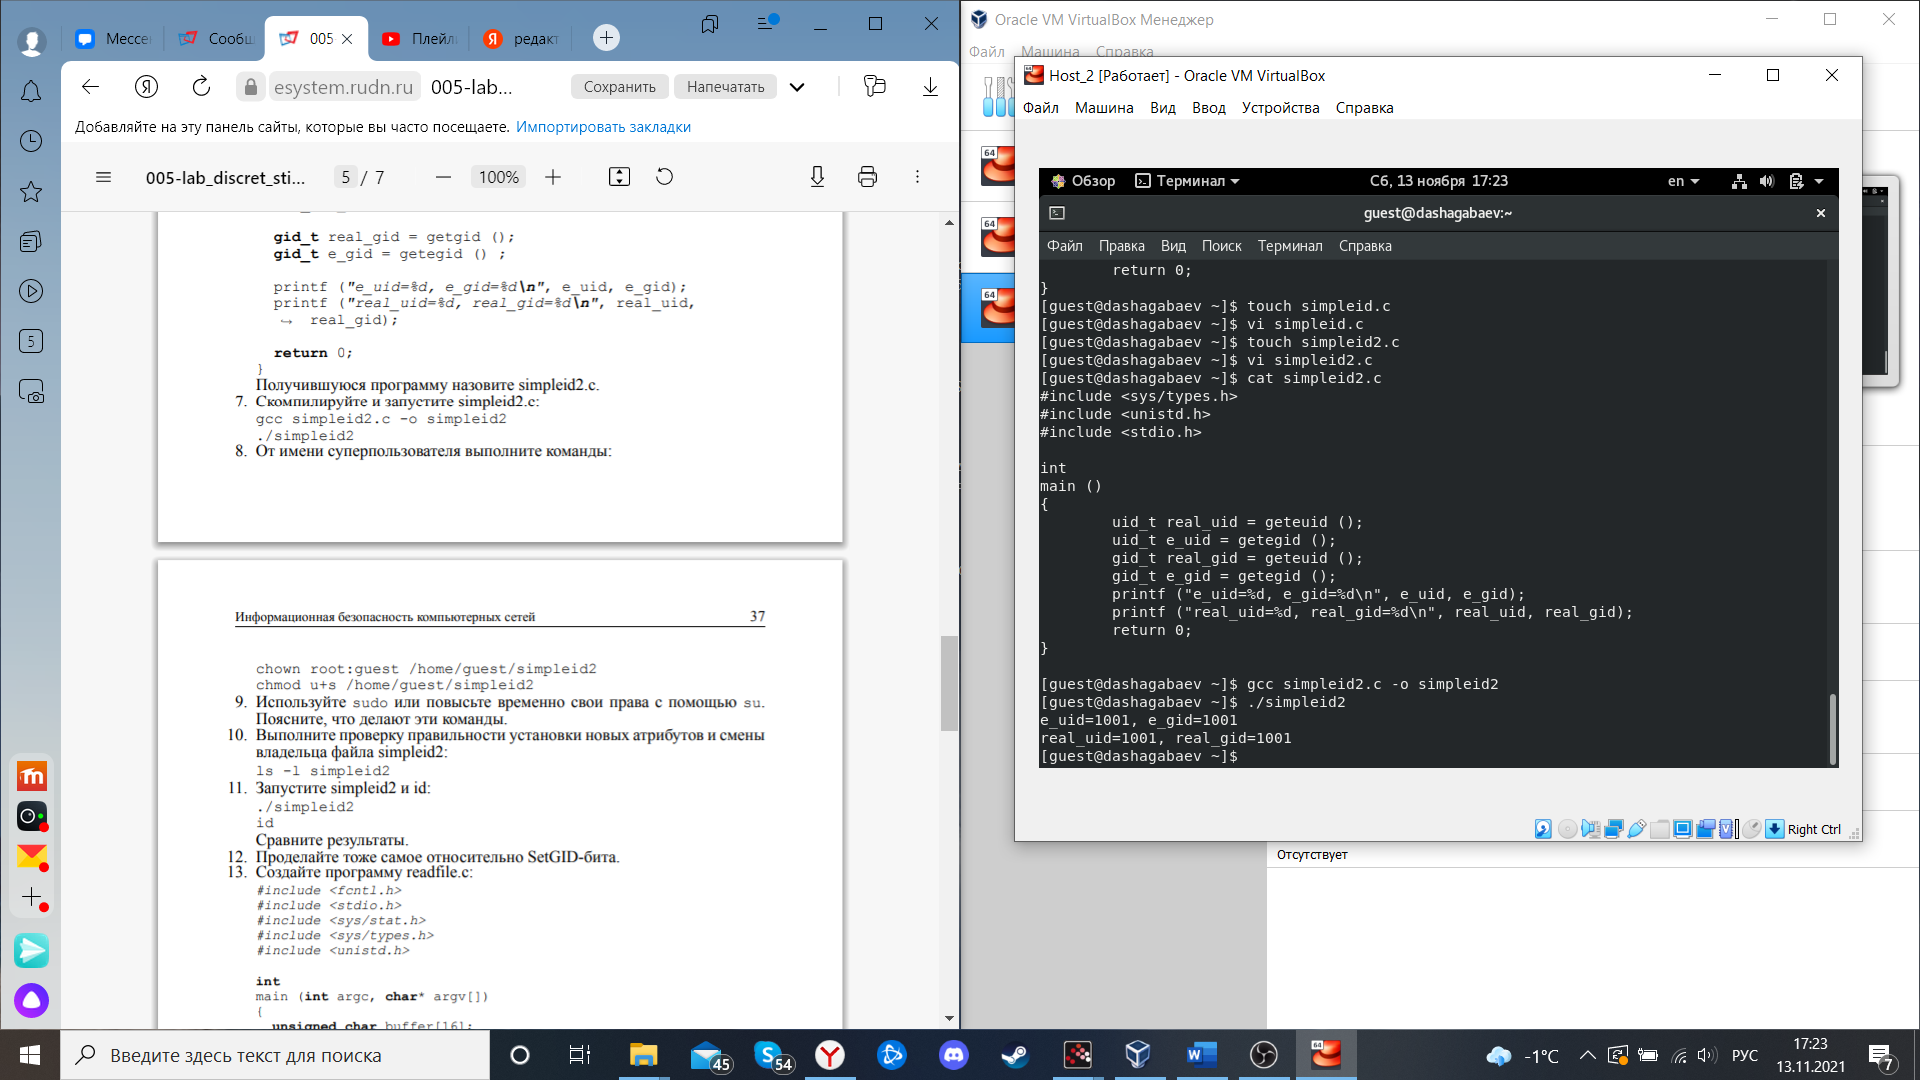 Мессе
Сообщ
005
Плейли
редакт
esystem.rudn.ru
005-lab...
Сохранить
Напечатать
Добавляйте на эту панель сайты, которые вы часто посещаете. Импортировать закладки
005-lab_discret_sti...
5 / 7
100%
gid_t real_gid = getgid ();
gid_t e_gid = getegid () ;
printf ("e_uid=%d, e_gid=%d\n", e_uid, e_gid);
printf ("real_uid=%d, real_gid=%d\n", real_uid,
↪ real_gid);
return 0;
}
Получившуюся программу назовите simpleid2.c.
7. Скомпилируйте и запустите simpleid2.c:
gcc simpleid2.c -o simpleid2
./simpleid2
8. От имени суперпользователя выполните команды:
Информационная безопасность компьютерных сетей 37
chown root:guest /home/guest/simpleid2
chmod u+s /home/guest/simpleid2
9. Используйте sudo или повысьте временно свои права с помощью su.
Поясните, что делают эти команды.
10. Выполните проверку правильности установки новых атрибутов и смены
владельца файла simpleid2:
ls -l simpleid2
11. Запустите simpleid2 и id:
./simpleid2
id
Сравните результаты.
12. Проделайте тоже самое относительно SetGID-бита.
13. Создайте программу readfile.c:
#include <fcntl.h>
#include <stdio.h>
#include <sys/stat.h>
#include <sys/types.h>
#include <unistd.h>
int
main (int argc, char* argv[])
{
unsigned char buffer[16];
5
Oracle VM VirtualBox Менеджер
Файл Машина Справка
64
64
64
Host_2 [Работает] - Oracle VM VirtualBox
Файл Машина Вид Ввод Устройства Справка
Обзор Терминал Сб, 13 ноября 17:23 en
guest@dashagabaev:~
Файл Правка Вид Поиск Терминал Справка
return 0;
}
[guest@dashagabaev ~]$ touch simpleid.c
[guest@dashagabaev ~]$ vi simpleid.c
[guest@dashagabaev ~]$ touch simpleid2.c
[guest@dashagabaev ~]$ vi simpleid2.c
[guest@dashagabaev ~]$ cat simpleid2.c
#include <sys/types.h>
#include <unistd.h>
#include <stdio.h>
int
main ()
{
uid_t real_uid = geteuid ();
uid_t e_uid = getegid ();
gid_t real_gid = geteuid ();
gid_t e_gid = getegid ();
printf ("e_uid=%d, e_gid=%d\n", e_uid, e_gid);
printf ("real_uid=%d, real_gid=%d\n", real_uid, real_gid);
return 0;
}
[guest@dashagabaev ~]$ gcc simpleid2.c -o simpleid2
[guest@dashagabaev ~]$ ./simpleid2
e_uid=1001, e_gid=1001
real_uid=1001, real_gid=1001
[guest@dashagabaev ~]$
Right Ctrl
Отсутствует
Введите здесь текст для поиска
45
54
64
-1°C
РУС
17:23
13.11.2021
7